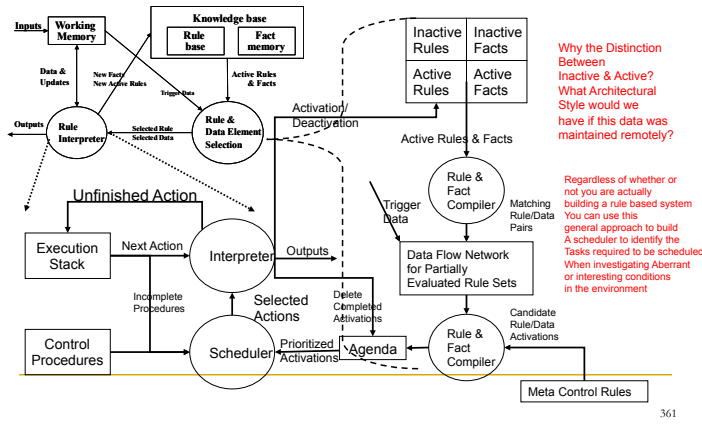 Inputs
Working
Memory
Knowledge base
Rule
base
Fact
memory
Data &
Updates
New Facts
New Active Rules
Trigger Data
Active Rules
& Facts
Outputs
Rule
Interpreter
Selected Rule
Selected Data
Rule &
Data Element
Selection
Inactive
Rules
Inactive
Facts
Active
Rules
Active
Facts
Activation/
Deactivation
Active Rules & Facts
Rule &
Fact
Compiler
Trigger
Data
Matching
Rule/Data
Pairs
Data Flow Network
for Partially
Evaluated Rule Sets
Candidate
Rule/Data
Activations
Rule &
Fact
Compiler
Meta Control Rules
Unfinished Action
Execution
Stack
Next Action
Interpreter
Outputs
Incomplete
Procedures
Selected
Actions
Delete
Completed
Activations
Control
Procedures
Scheduler
Prioritized
Activations
Agenda
Why the Distinction
Between
Inactive & Active?
What Architectural
Style would we
have if this data was
maintained remotely?
Regardless of whether or
not you are actually
building a rule based system
You can use this
general approach to build
A scheduler to identify the
Tasks required to be scheduled
When investigating Aberrant
or interesting conditions
in the environment
361